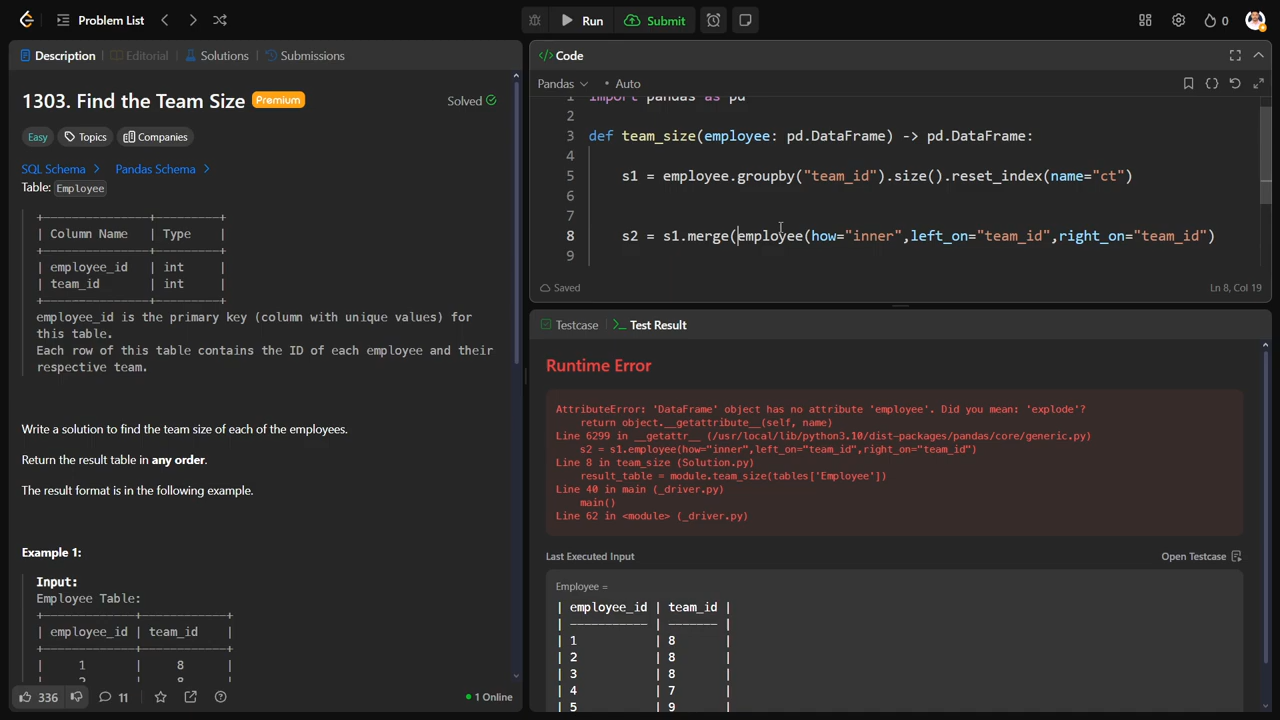 Problem List
Run
Submit
0
Description
Editorial
Solutions
Submissions
1303. Find the Team Size
Premium
Solved
Easy
Topics
Companies
SQL Schema >
Pandas Schema >
Table: Employee
+-------------+---------+
| Column Name | Type    |
+-------------+---------+
| employee_id | int     |
| team_id     | int     |
+-------------+---------+
employee_id is the primary key (column with unique values) for
this table.
Each row of this table contains the ID of each employee and their
respective team.
Write a solution to find the team size of each of the employees.
Return the result table in any order.
The result format is in the following example.
Example 1:
Input:
Employee Table:
+-------------+------------+
| employee_id | team_id    |
+-------------+------------+
|     1       |     8      |
|     2       |     8      |
336
11
1 Online
</> Code
Pandas
Auto
1 import pandas as pd
2
3 def team_size(employee: pd.DataFrame) -> pd.DataFrame:
4
5 s1 = employee.groupby("team_id").size().reset_index(name="ct")
6
7
8 s2 = s1.merge(employee(how="inner",left_on="team_id",right_on="team_id")
9
Saved
Ln 8, Col 19
Testcase
>_ Test Result
Runtime Error
AttributeError: 'DataFrame' object has no attribute 'employee'. Did you mean: 'explode'?
return object.__getattribute__(self, name)
Line 6299 in __getattr__ (/usr/local/lib/python3.10/dist-packages/pandas/core/generic.py)
s2 = s1.employee(how="inner",left_on="team_id",right_on="team_id")
Line 8 in team_size (Solution.py)
result_table = module.team_size(tables['Employee'])
Line 40 in main (_driver.py)
main()
Line 62 in <module> (_driver.py)
Last Executed Input
Open Testcase
Employee =
| employee_id | team_id |
| ----------- | ------- |
| 1           | 8       |
| 2           | 8       |
| 3           | 8       |
| 4           | 7       |
| 5           | 9       |